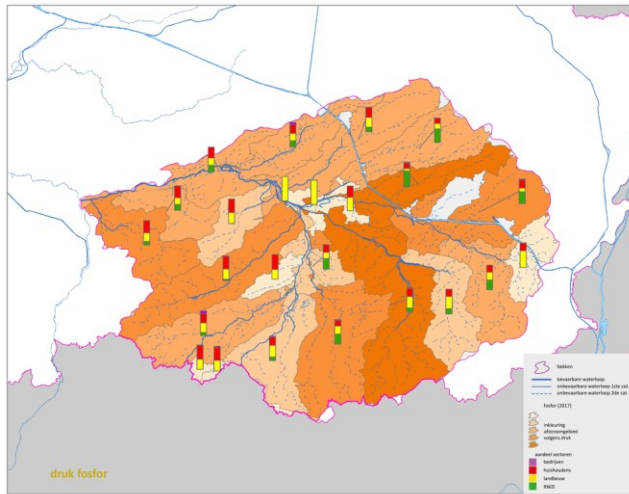 bekken
bevaarbare waterloop
onbevaarbare waterloop 1ste cat.
onbevaarbare waterloop 2de cat.
fosfor (2017)
inkleuring
afstroomgebied
volgens druk
aandeel sectoren
bedrijven
huishoudens
landbouw
RWZI
druk fosfor